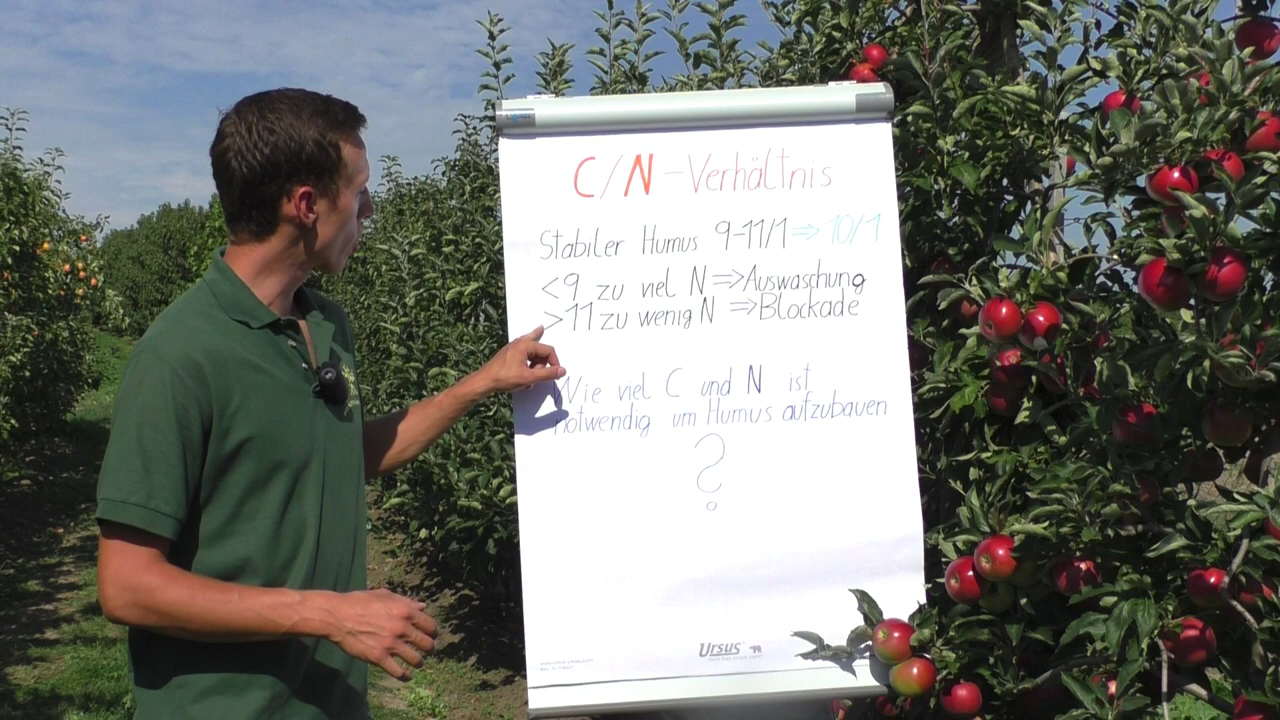 C/N-Verhältnis
Stabiler Humus 9-11/1 => 10/1
<9 zu viel N =>Auswaschung
>11 zu wenig N =>Blockade
Wie viel C und N ist
notwendig um Humus aufzubauen
?
Ursus